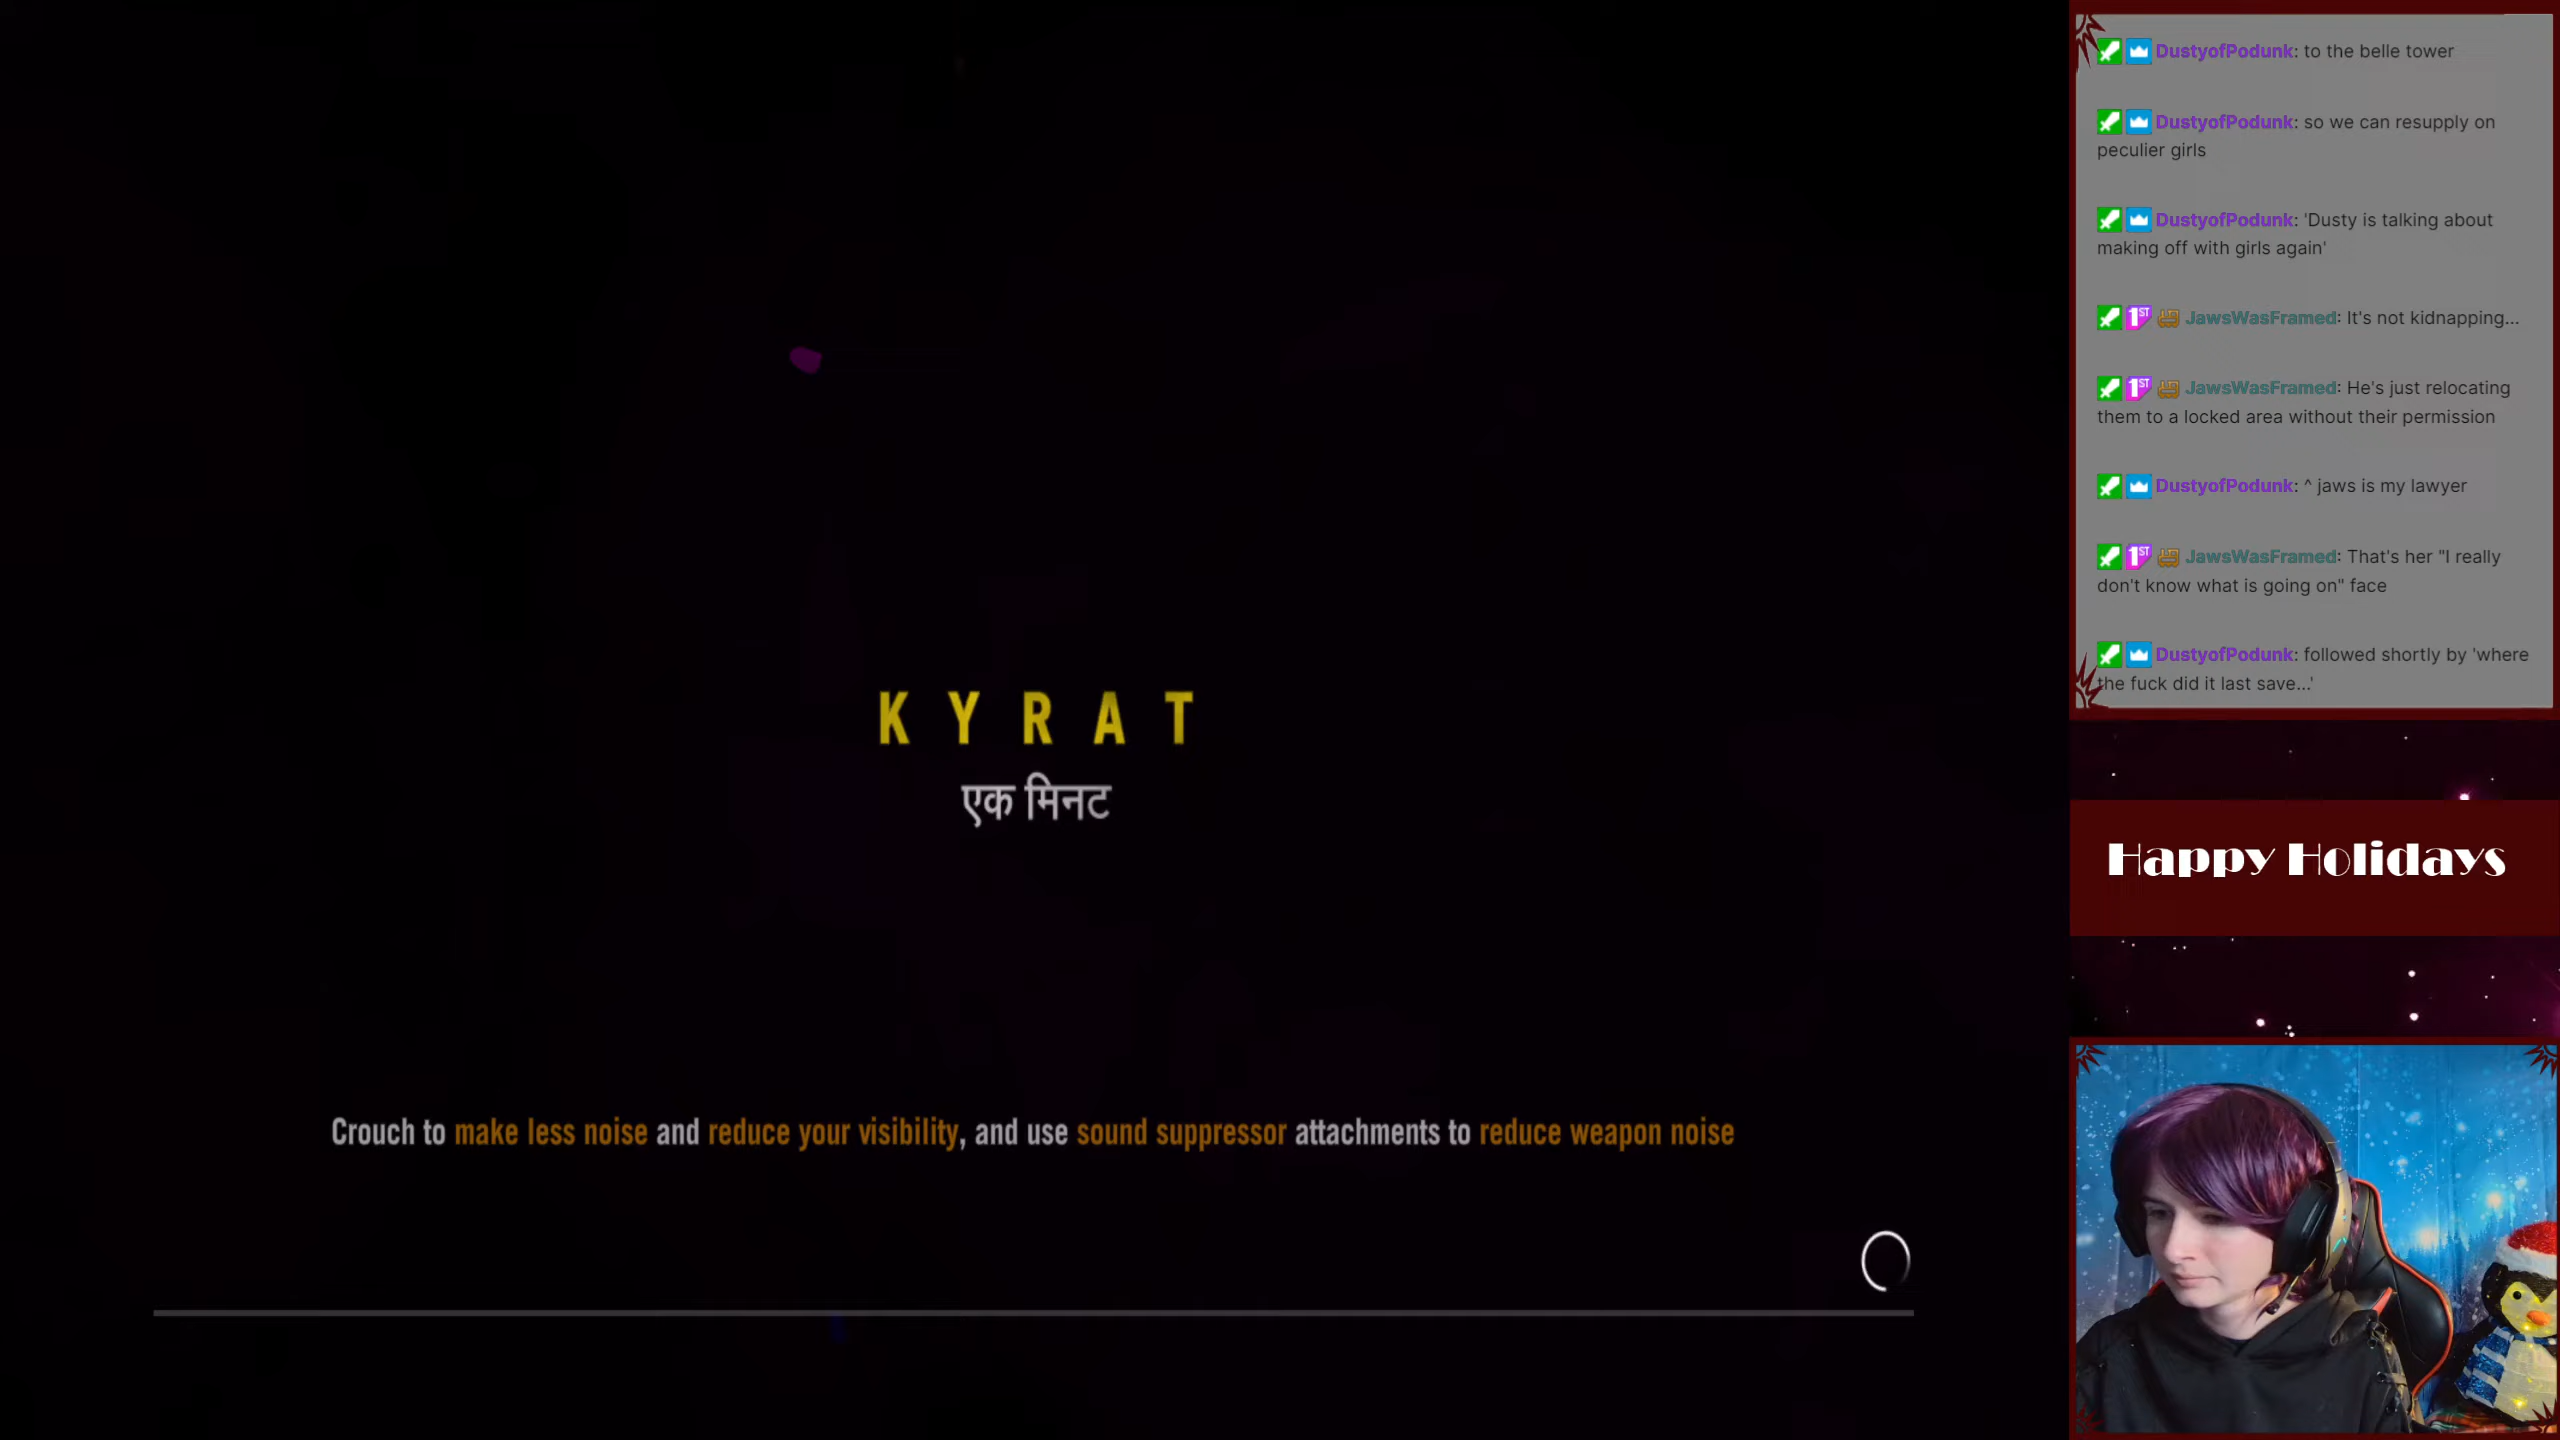 KYRAT
एक मिनट
Crouch to make less noise and reduce your visibility, and use sound suppressor attachments to reduce weapon noise
DustyofPodunk: to the belle tower
DustyofPodunk: so we can resupply on
peculier girls
DustyofPodunk: 'Dusty is talking about
making off with girls again'
1ST JawsWasFramed: It's not kidnapping...
1ST JawsWasFramed: He's just relocating
them to a locked area without their permission
DustyofPodunk: ^ jaws is my lawyer
1ST JawsWasFramed: That's her "I really
don't know what is going on" face
DustyofPodunk: followed shortly by 'where
the fuck did it last save...'
Happy Holidays